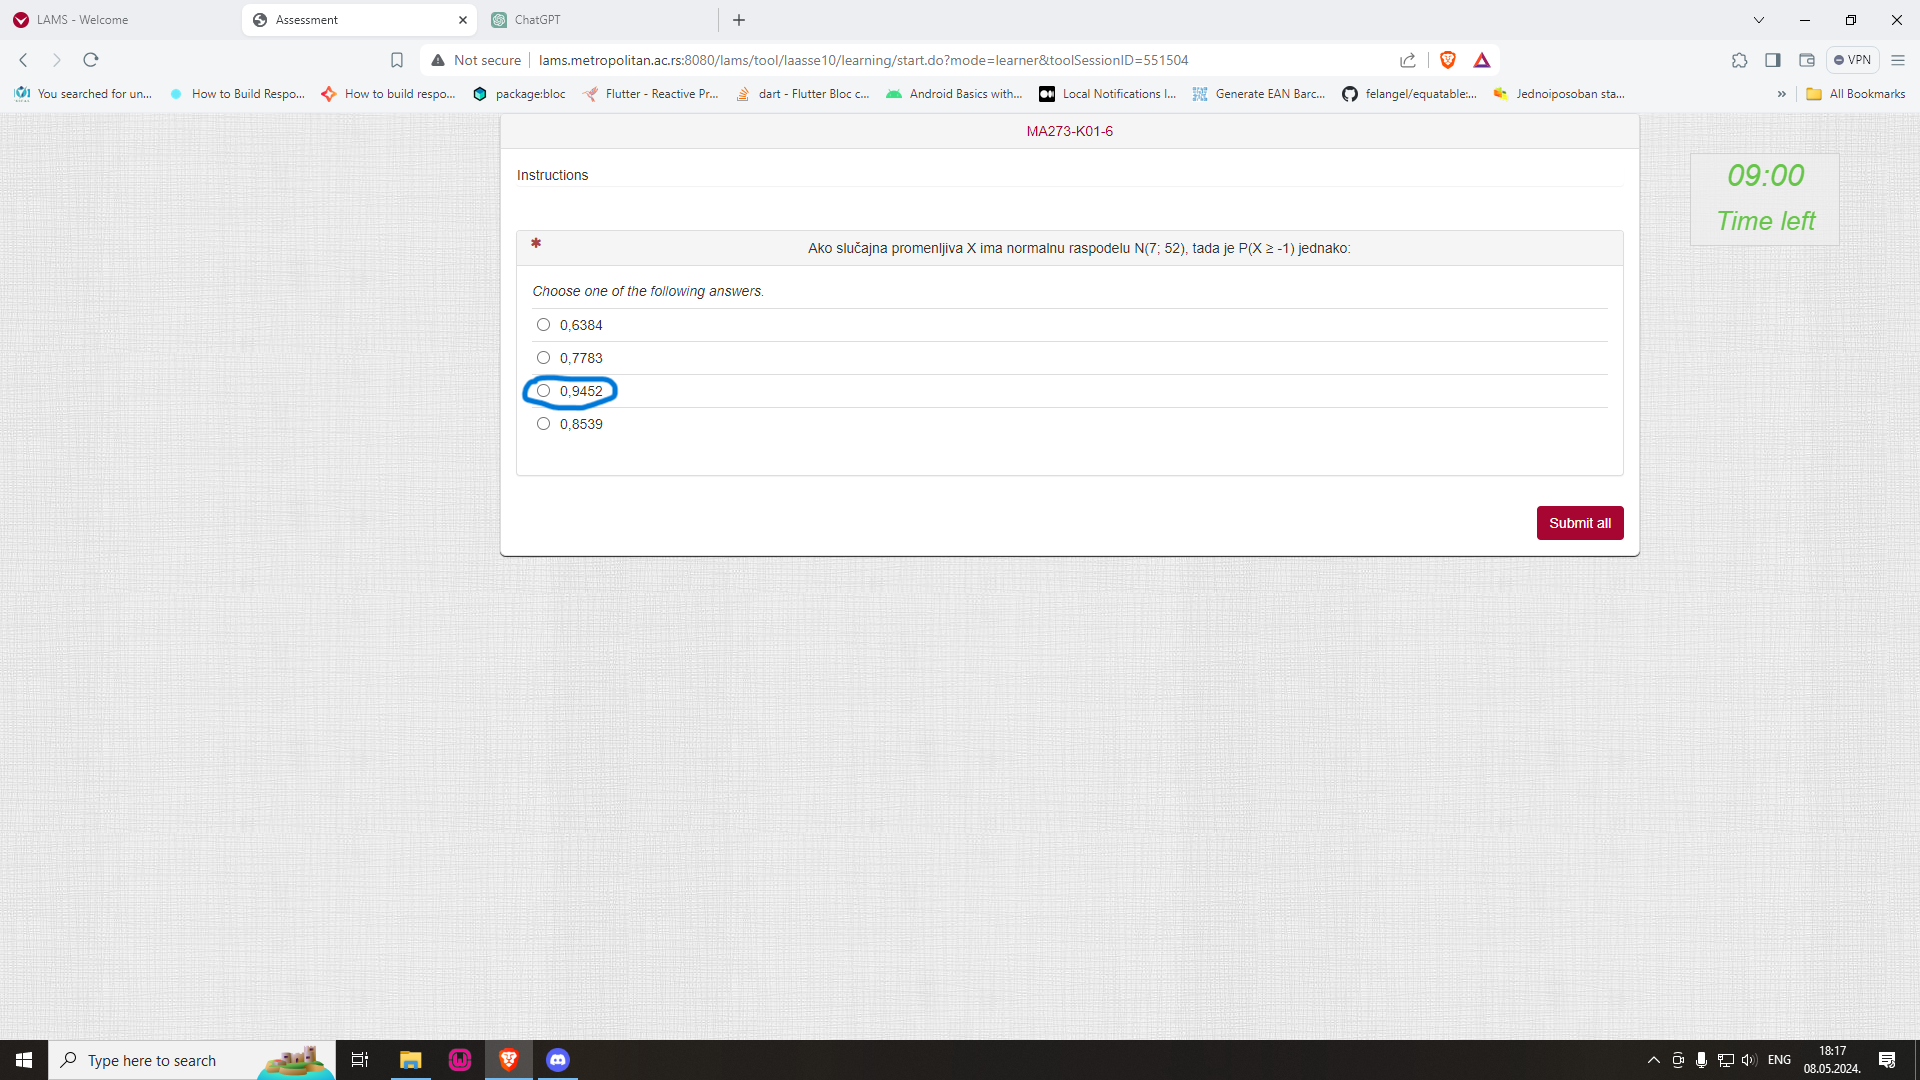 LAMS - Welcome
Assessment
ChatGPT
Not secure
lams.metropolitan.ac.rs:8080/lams/tool/laasse10/learning/start.do?mode=learner&toolSessionID=551504
VPN
You searched for un...
How to Build Respo...
How to build respo...
package:bloc
Flutter - Reactive Pr...
dart - Flutter Bloc c...
Android Basics with...
Local Notifications I...
Generate EAN Barc...
felangel/equatable:...
Jednoiposoban sta...
All Bookmarks
MA273-K01-6
09:00
Time left
Instructions
* Ako slučajna promenljiva X ima normalnu raspodelu N(7; 52), tada je P(X ≥ -1) jednako:
Choose one of the following answers.
0,6384
0,7783
0,9452
0,8539
Submit all
Type here to search
ENG
18:17
08.05.2024.